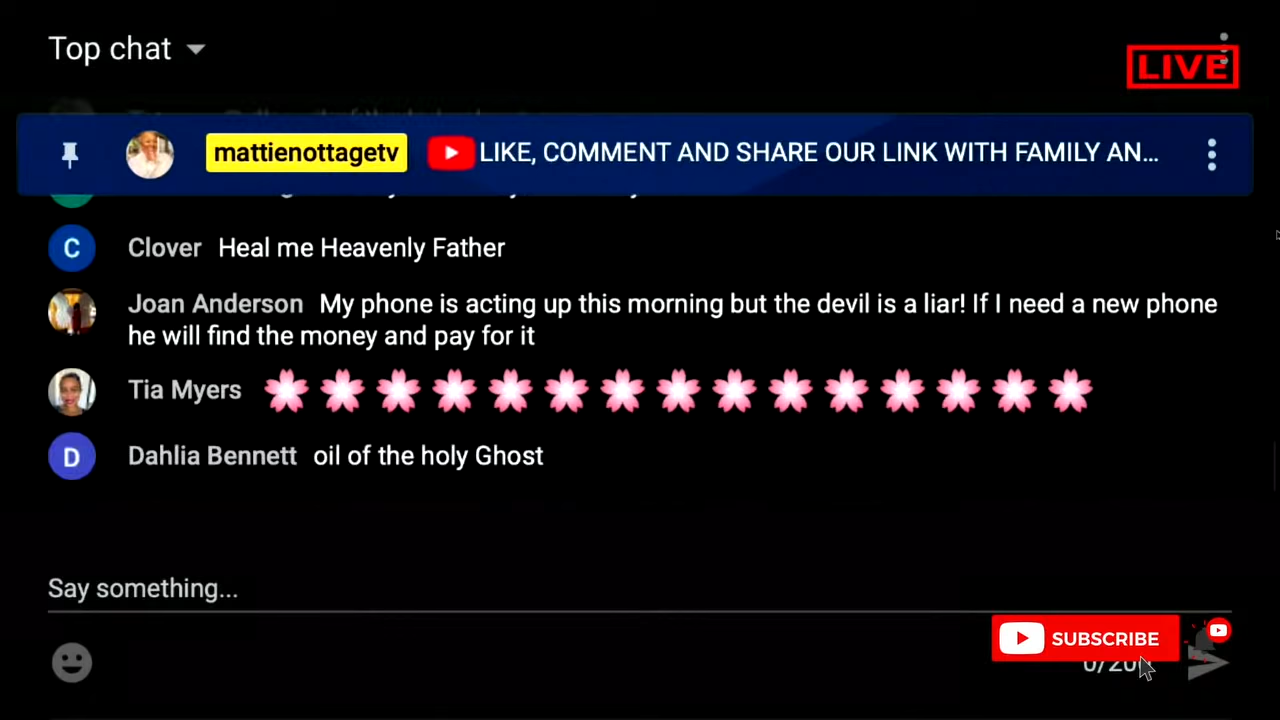 Top chat
LIVE
mattienottagetv LIKE, COMMENT AND SHARE OUR LINK WITH FAMILY AN...
C Clover Heal me Heavenly Father
Joan Anderson My phone is acting up this morning but the devil is a liar! If I need a new phone
he will find the money and pay for it
Tia Myers 🌸🌸🌸🌸🌸🌸🌸🌸🌸🌸🌸🌸🌸🌸🌸
D Dahlia Bennett oil of the holy Ghost
Say something...
SUBSCRIBE